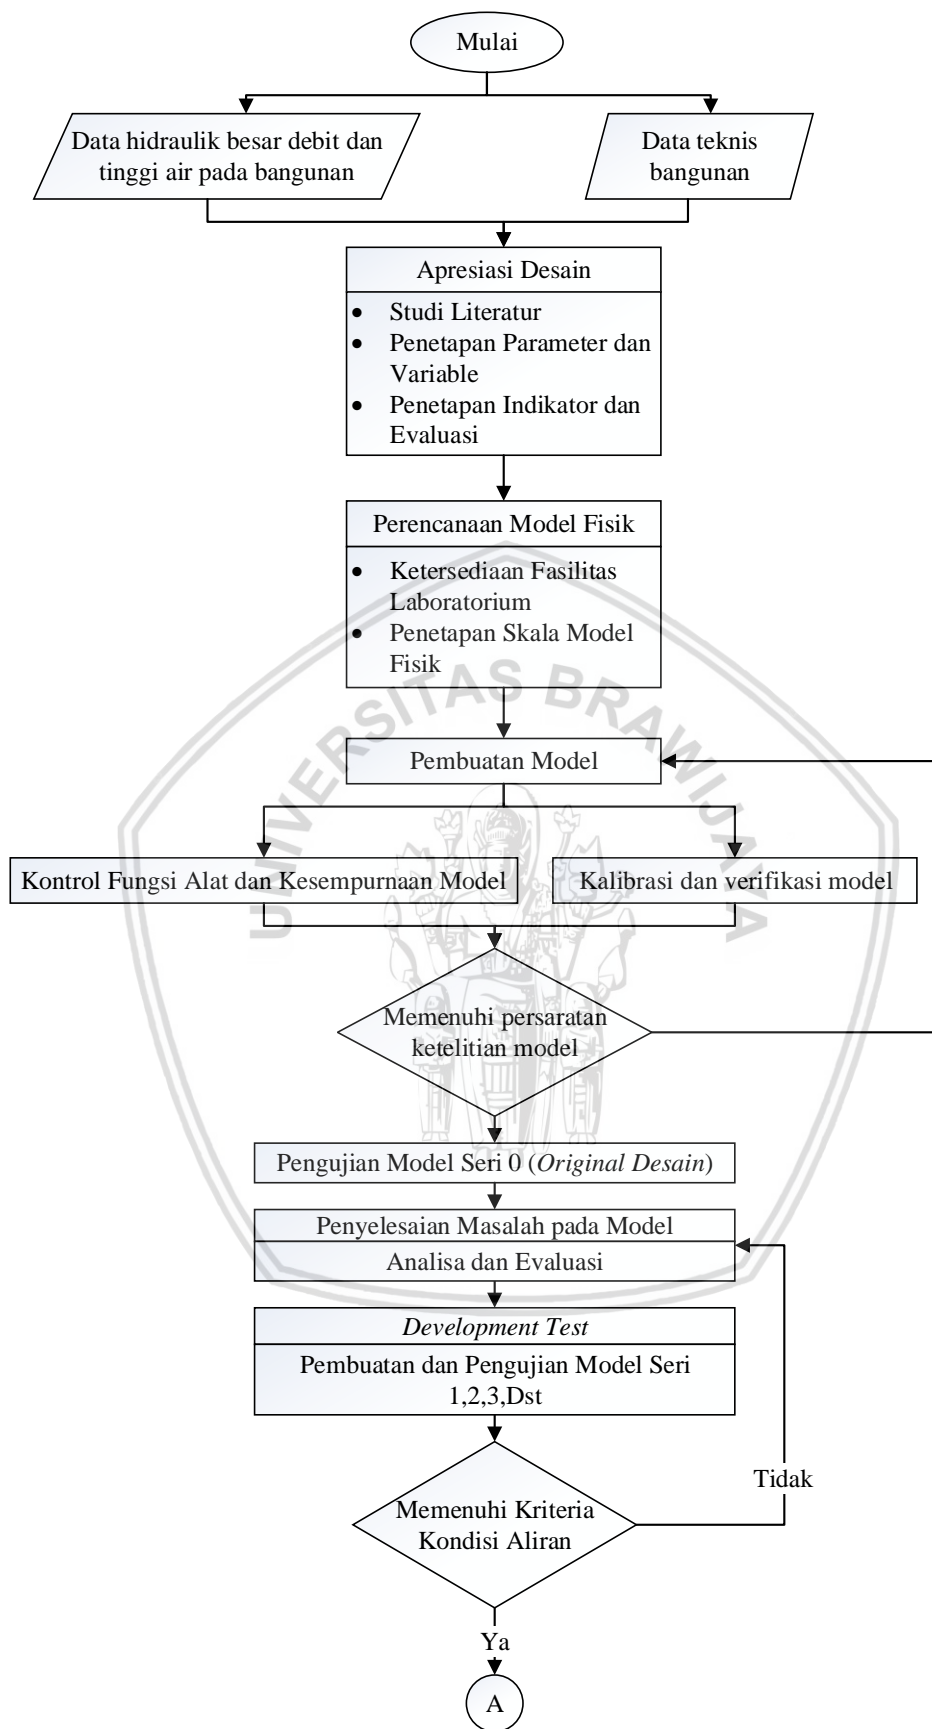 Mulai
Data hidraulik besar debit dan
tinggi air pada bangunan
Data teknis
bangunan
Apresiasi Desain
• Studi Literatur
• Penetapan Parameter dan
Variable
• Penetapan Indikator dan
Evaluasi
Perencanaan Model Fisik
• Ketersediaan Fasilitas
Laboratorium
• Penetapan Skala Model
Fisik
UNIVERSITAS BRAWIJAYA
Pembuatan Model
Kontrol Fungsi Alat dan Kesempurnaan Model
Kalibrasi dan verifikasi model
Memenuhi persaratan
ketelitian model
Pengujian Model Seri 0 (Original Desain)
Penyelesaian Masalah pada Model
Analisa dan Evaluasi
Development Test
Pembuatan dan Pengujian Model Seri
1,2,3,Dst
Tidak
Memenuhi Kriteria
Kondisi Aliran
Ya
A